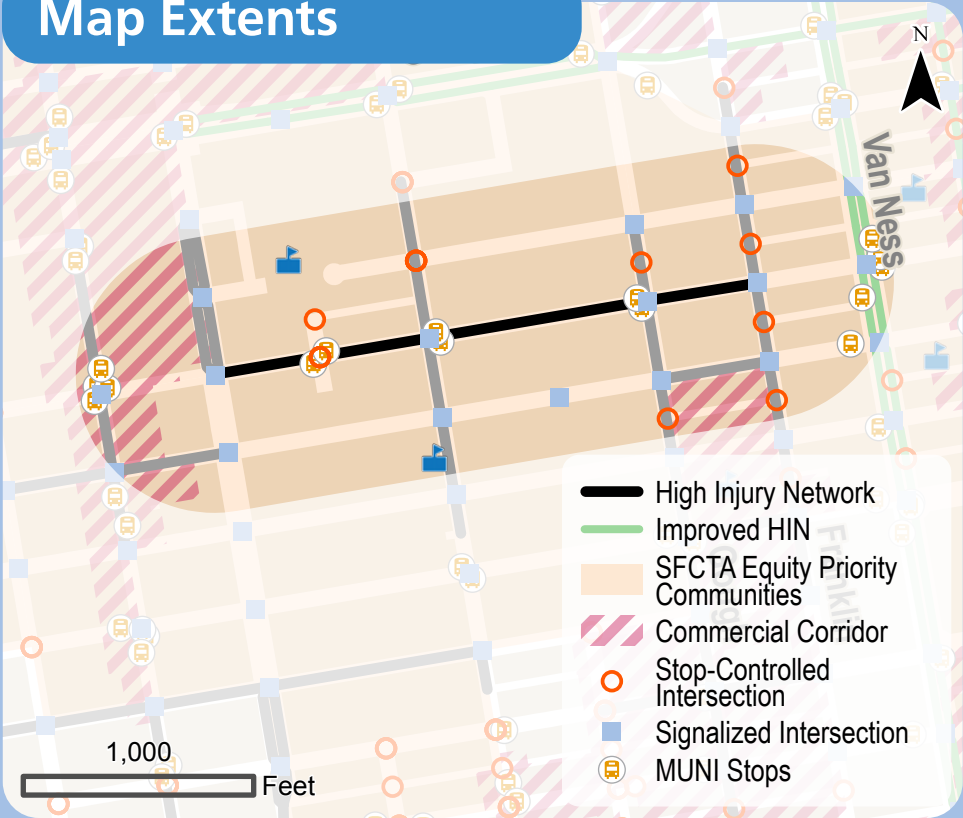 Map Extents
N
Van Ness
High Injury Network
Improved HIN
SFCTA Equity Priority
Communities
Commercial Corridor
Stop-Controlled
Intersection
Signalized Intersection
MUNI Stops
1,000
Feet